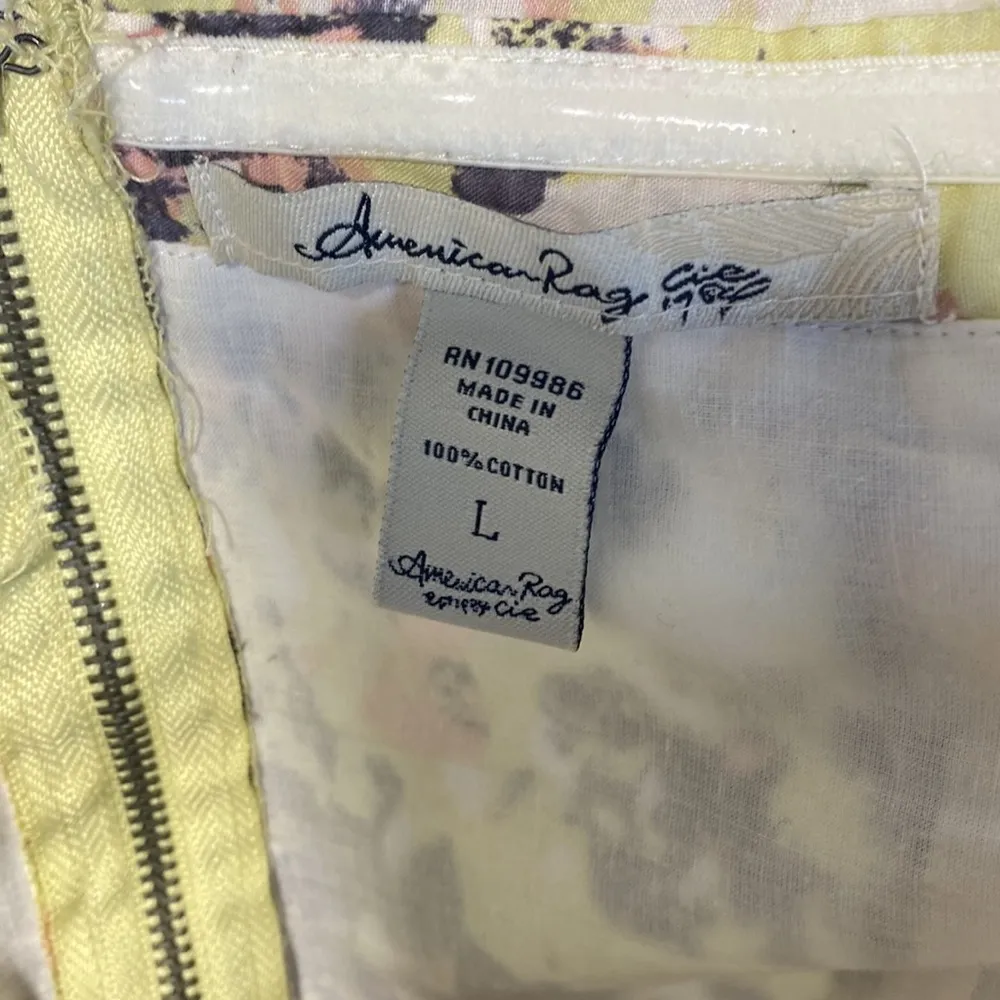 American Rag cie
RN 109986
MADE IN
CHINA
100% COTTON
L
American Rag
cie